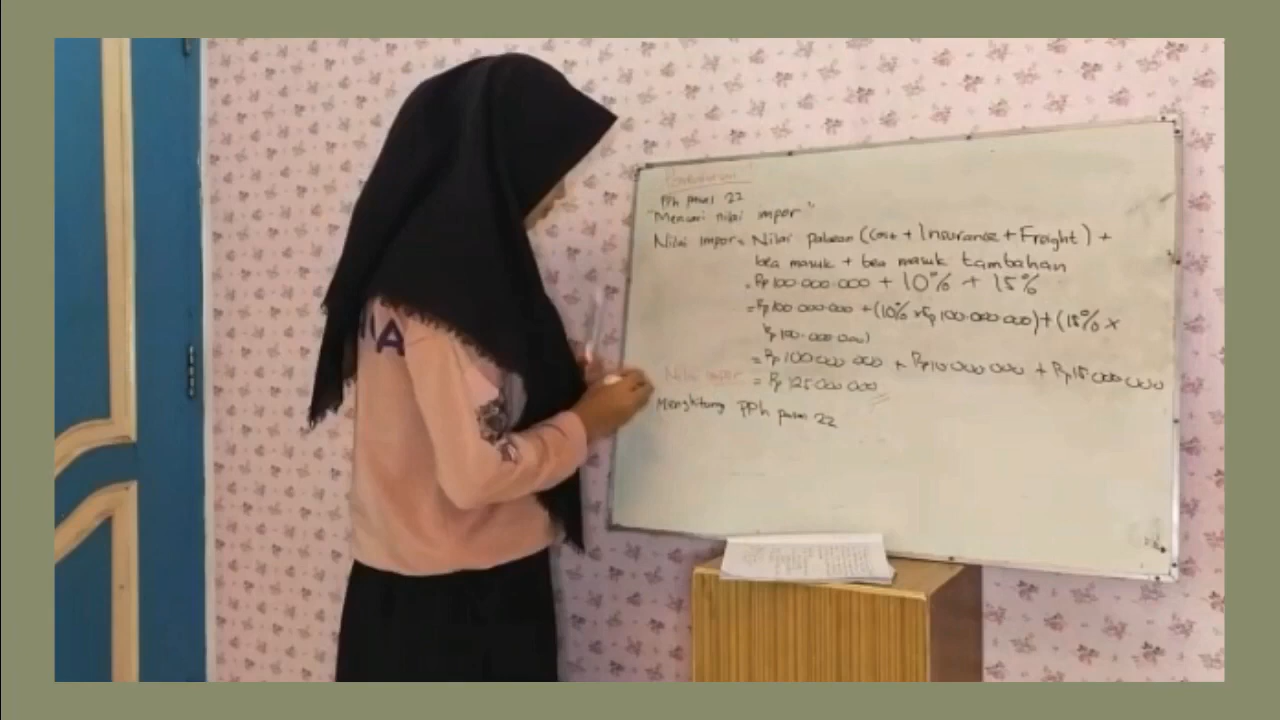 PPh pasal 22
"Mencari nilai impor"
Nilai impor = Nilai pabean (Cost + Insurance + Freight) +
bea masuk + bea masuk tambahan
= Rp 100.000.000 + 10% + 15%
= Rp 100.000.000 + (10% x Rp 100.000.000) + (15% x
Rp 100.000.000)
= Rp 100.000.000 + Rp 10.000.000 + Rp 15.000.000
Nilai impor = Rp 125.000.000
Menghitung PPh pasal 22
IA